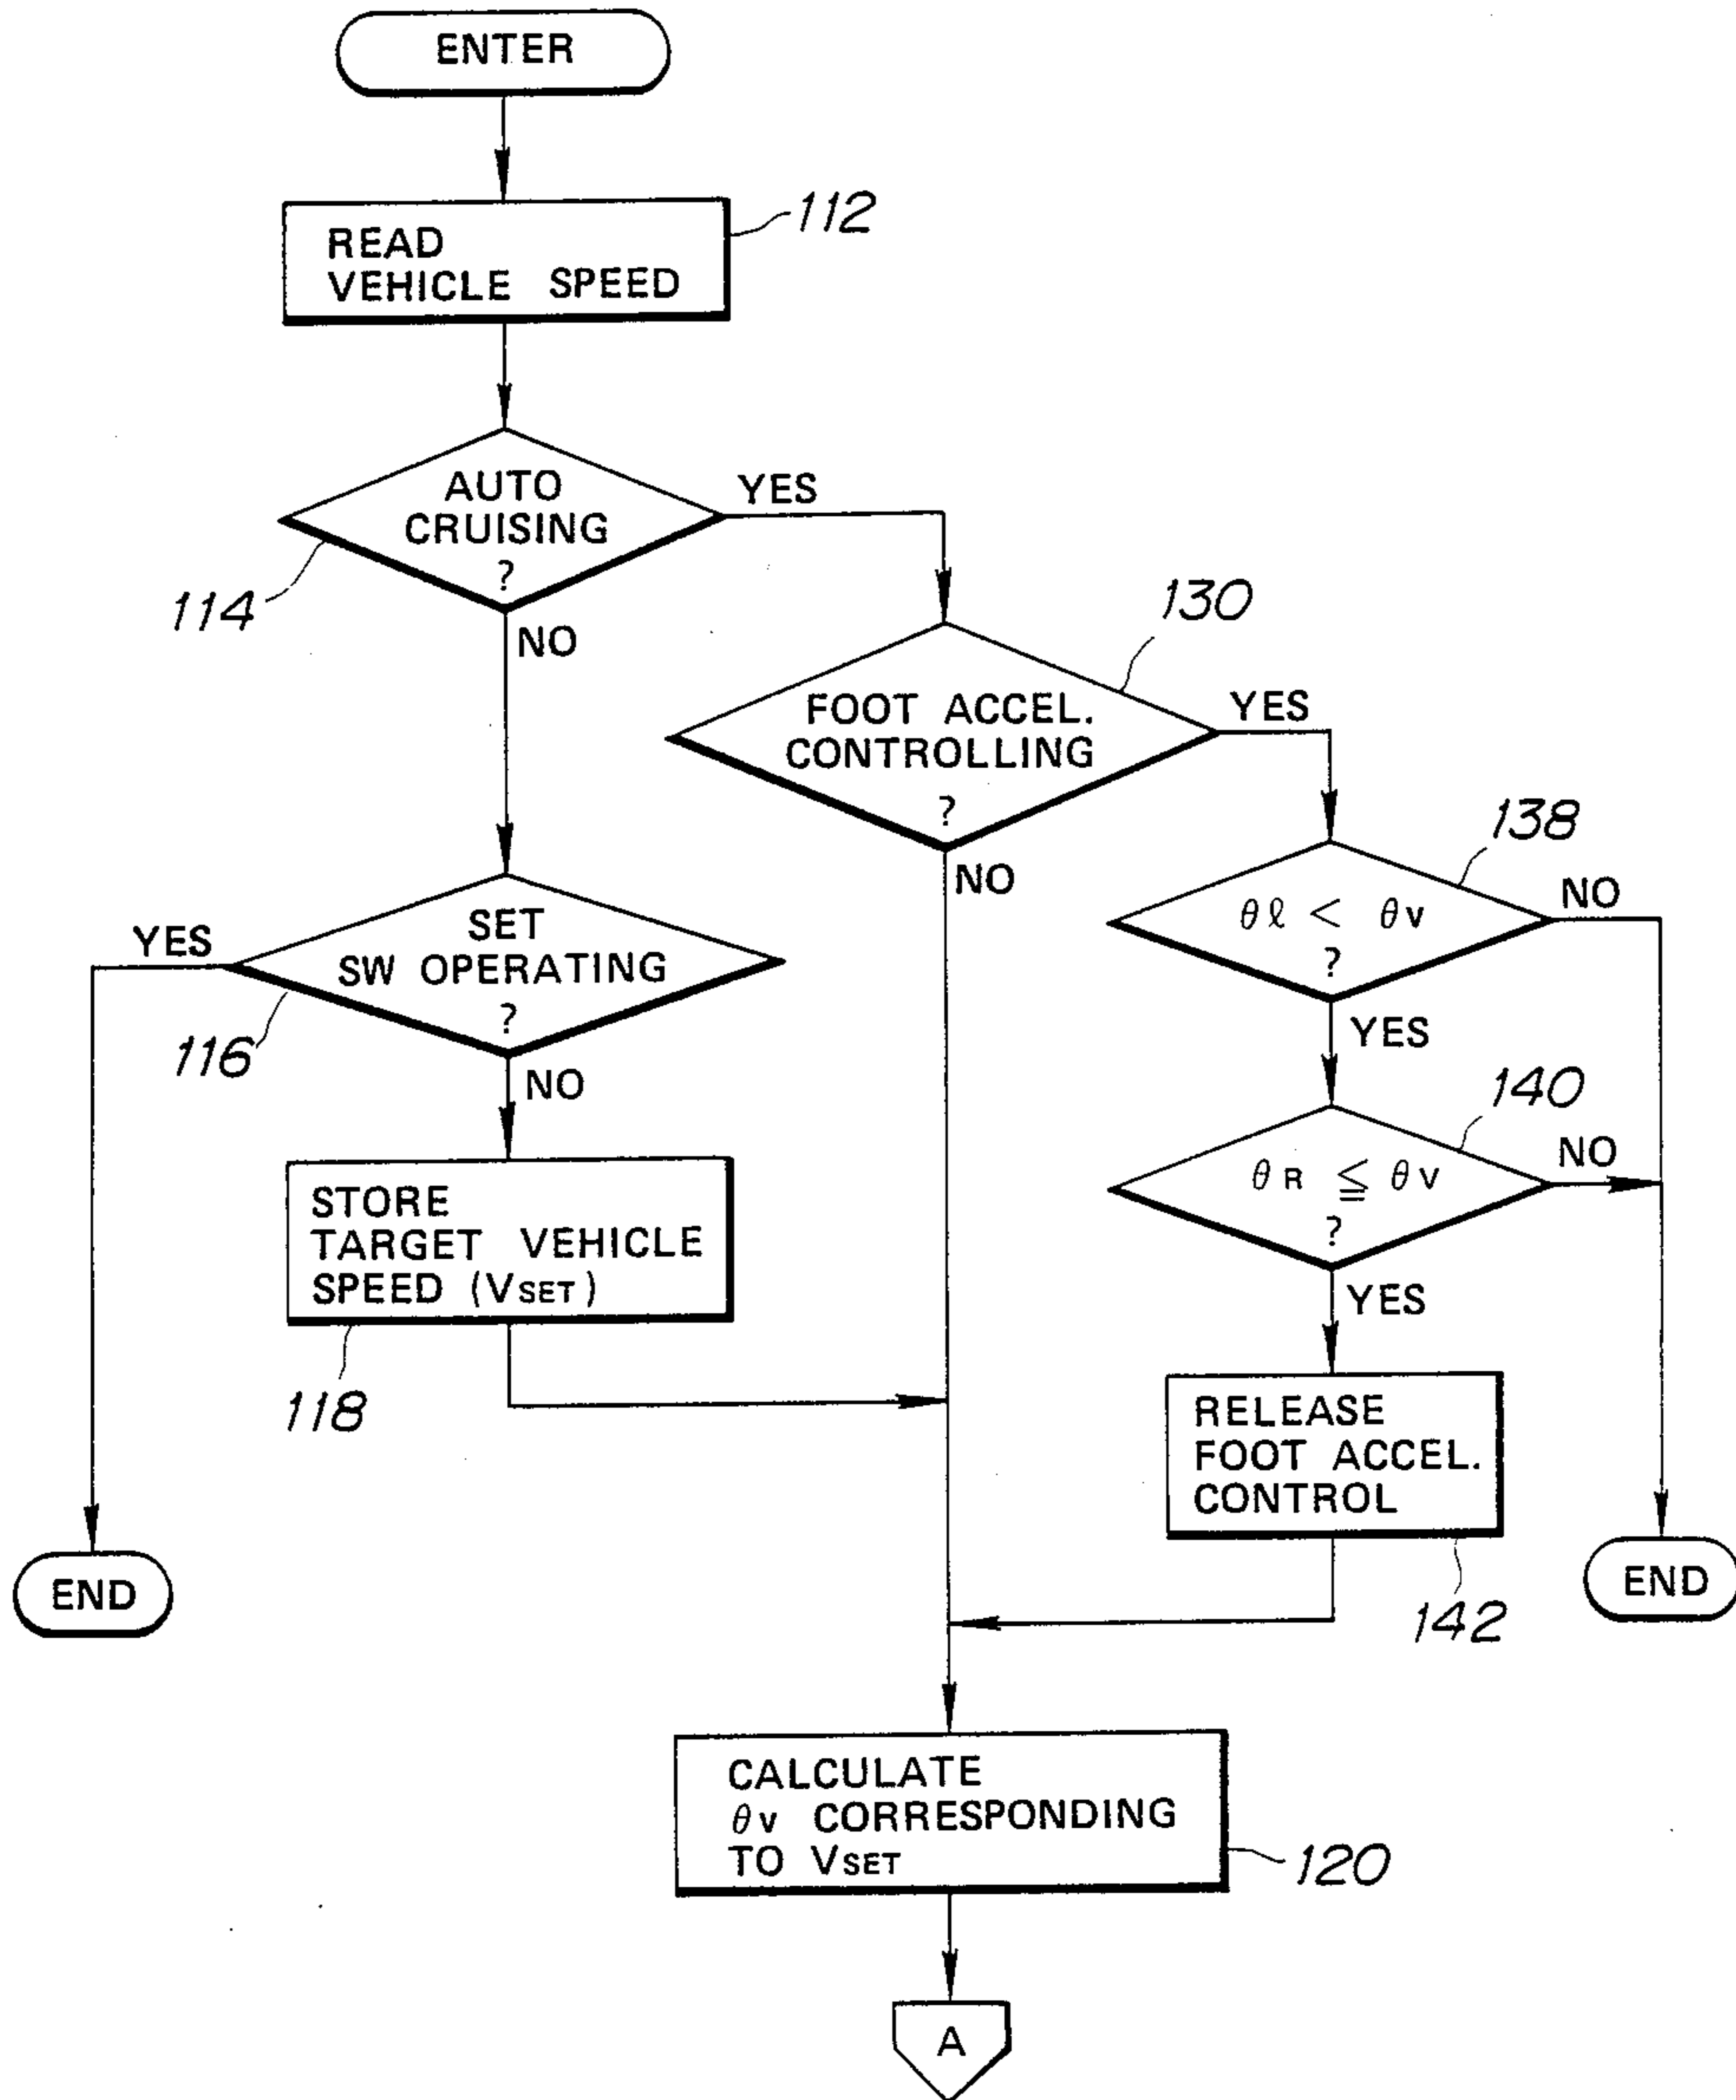 ENTER
READ
VEHICLE SPEED
112
AUTO
CRUISING
?
YES
114
NO
130
FOOT ACCEL.
CONTROLLING
?
YES
NO
138
θℓ < θv
?
NO
YES
SET
SW OPERATING
?
YES
116
NO
140
θR ≦ θV
?
NO
YES
STORE
TARGET VEHICLE
SPEED (VSET)
118
RELEASE
FOOT ACCEL.
CONTROL
142
END
END
CALCULATE
θv CORRESPONDING
TO VSET
120
A